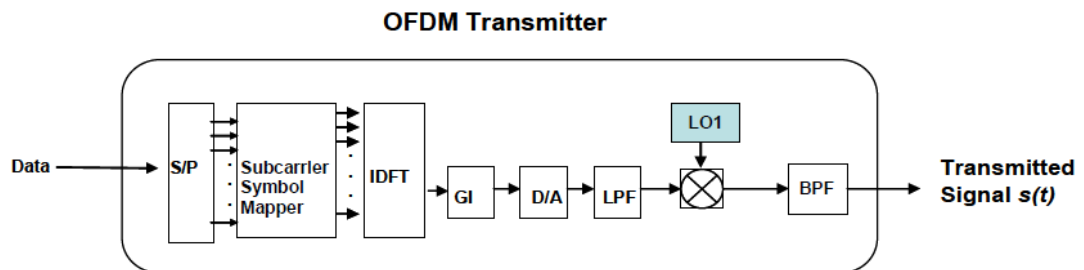 OFDM Transmitter
Data
S/P
Subcarrier
Symbol
Mapper
IDFT
GI
D/A
LPF
LO1
BPF
Transmitted
Signal s(t)